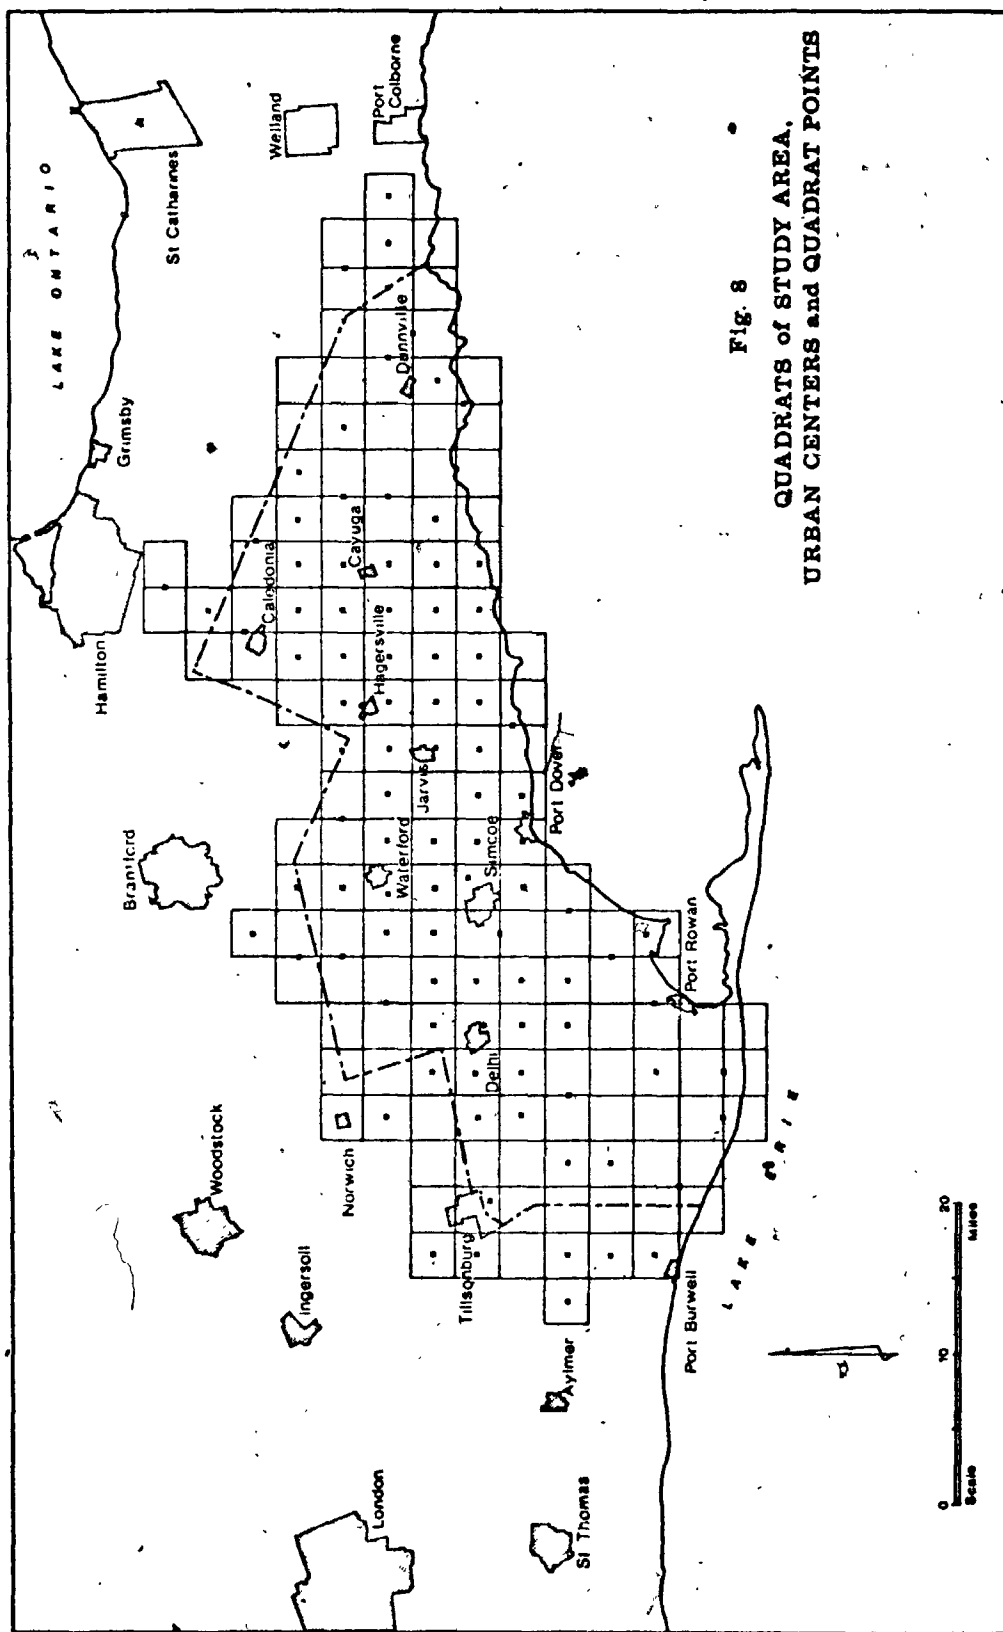 LAKE ONTARIO
St Catharines
Grimsby
Hamilton
Welland
Port
Colborne
Dannville
Caledonia
Cayuga
Hagersville
Brantford
Jarvis
Waterford
Simcoe
Port Dover
Woodstock
Norwich
Delhi
Port Rowan
Ingersoll
Tillsonburg
London
Aylmer
St Thomas
Port Burwell
LAKE ERIE
Fig. 8
QUADRATS of STUDY AREA,
URBAN CENTERS and QUADRAT POINTS
0 10 20
Scale Miles